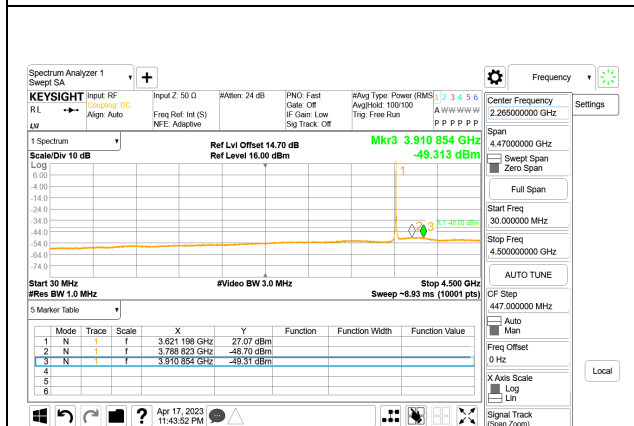 Spectrum Analyzer 1
Swept SA
+
Frequency
KEYSIGHT Input: RF Input Z: 50 Ω #Atten: 24 dB PNO: Fast #Avg Type: Power (RMS 1 2 3 4 5 6
RL Coupling: DC Gate: Off Avg|Hold: 100/100 A W W W W W
Align: Auto Freq Ref: Int (S) IF Gain: Low Trig: Free Run
LXI NFE: Adaptive Sig Track: Off P P P P P P
Center Frequency
2.265000000 GHz
Settings
Span
4.47000000 GHz
Swept Span
Zero Span
Full Span
Start Freq
30.000000 MHz
Stop Freq
4.500000000 GHz
AUTO TUNE
CF Step
447.000000 MHz
Auto
Man
Freq Offset
0 Hz
X Axis Scale
Log
Lin
Signal Track
(Span Zoom)
Local
1 Spectrum
Ref Lvl Offset 14.70 dB Mkr3 3.910 854 GHz
Scale/Div 10 dB Ref Level 16.00 dBm -49.313 dBm
Log
6.00
-4.00
-14.0
-24.0
-34.0
-44.0
-54.0
-64.0
-74.0
1
2 3
-40.00 dBm
Start 30 MHz #Video BW 3.0 MHz Stop 4.500 GHz
#Res BW 1.0 MHz Sweep ~8.93 ms (10001 pts)
5 Marker Table
Mode Trace Scale X Y Function Function Width Function Value
1 N 1 f 3.621 198 GHz 27.07 dBm
2 N 1 f 3.788 823 GHz -48.70 dBm
3 N 1 f 3.910 854 GHz -49.31 dBm
4
5
6
? Apr 17, 2023
11:43:52 PM